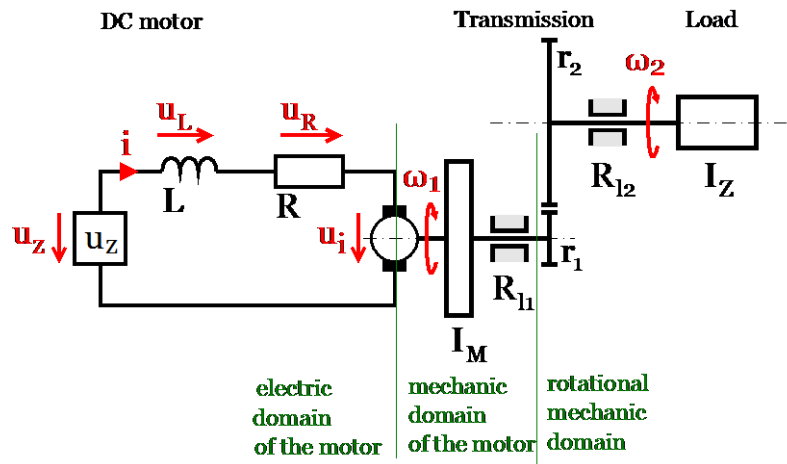 DC motor
Transmission
Load
r2
ω2
uL
uR
i
L
R
Rl2
IZ
ω1
uz
uz
ui
r1
Rl1
IM
electric
domain
of the motor
mechanic
domain
of the motor
rotational
mechanic
domain